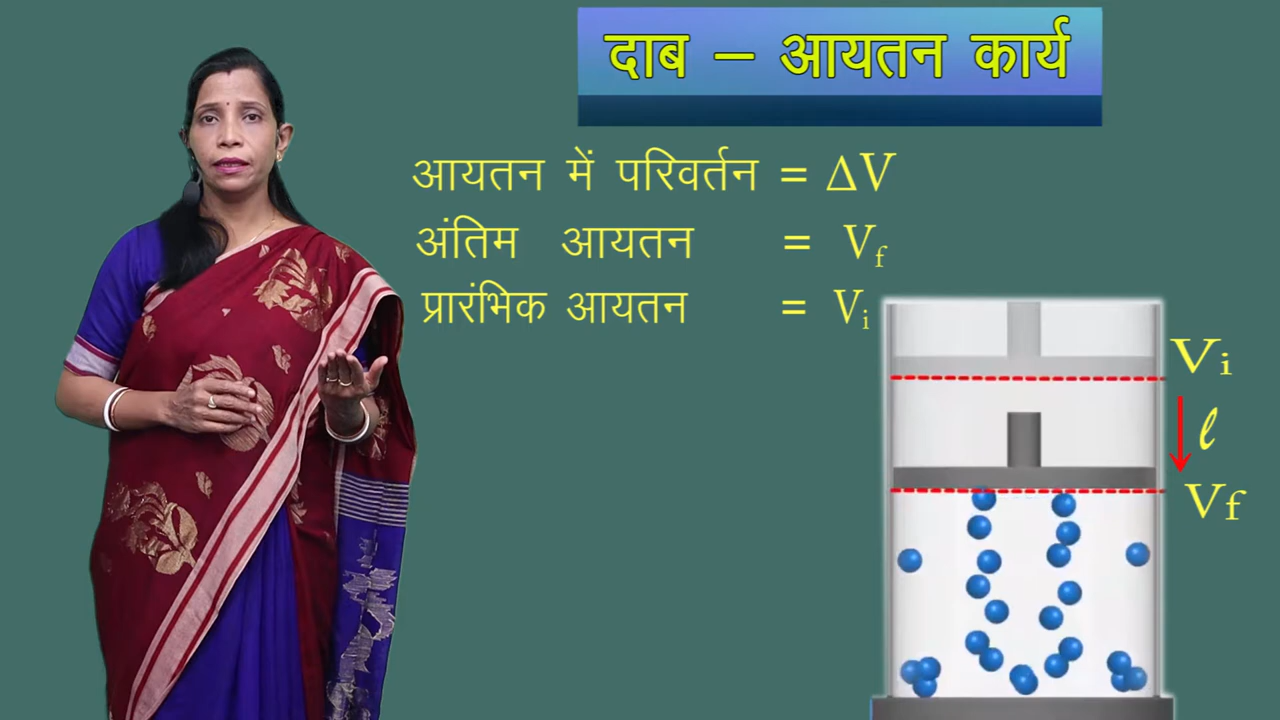 दाब – आयतन कार्य
आयतन में परिवर्तन = ΔV
अंतिम आयतन = Vf
प्रारंभिक आयतन = Vi
Vi
ℓ
Vf